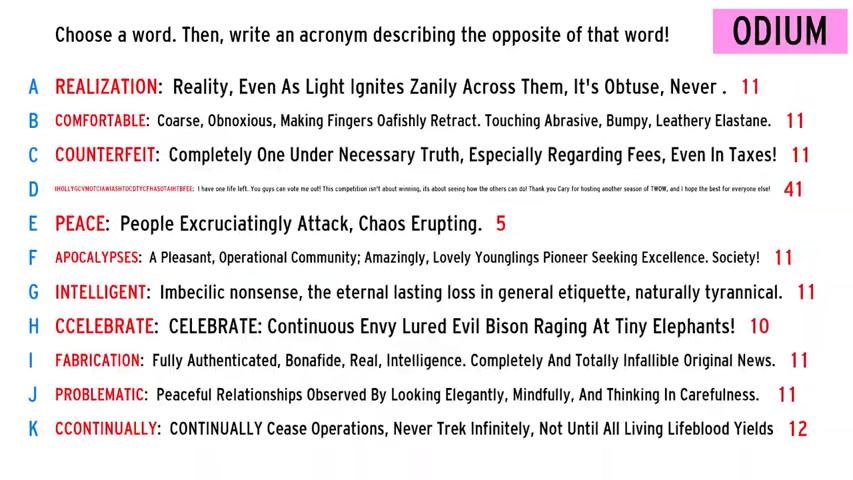 Choose a word. Then, write an acronym describing the opposite of that word!
ODIUM
A REALIZATION: Reality, Even As Light Ignites Zanily Across Them, It's Obtuse, Never . 11
B COMFORTABLE: Coarse, Obnoxious, Making Fingers Oafishly Retract. Touching Abrasive, Bumpy, Leathery Elastane. 11
C COUNTERFEIT: Completely One Under Necessary Truth, Especially Regarding Fees, Even In Taxes! 11
D IHOLLYGCVMOTCIAWIASHTOCDTYCFHASOTAIHTBFEE: I have one life left. You guys can vote me out! This competition isn't about winning, its about seeing how the others can do! Thank you Cary for hosting another season of TWOW, and I hope the best for everyone else! 41
E PEACE: People Excruciatingly Attack, Chaos Erupting. 5
F APOCALYPSES: A Pleasant, Operational Community; Amazingly, Lovely Younglings Pioneer Seeking Excellence. Society! 11
G INTELLIGENT: Imbecilic nonsense, the eternal lasting loss in general etiquette, naturally tyrannical. 11
H CCELEBRATE: CELEBRATE: Continuous Envy Lured Evil Bison Raging At Tiny Elephants! 10
I FABRICATION: Fully Authenticated, Bonafide, Real, Intelligence. Completely And Totally Infallible Original News. 11
J PROBLEMATIC: Peaceful Relationships Observed By Looking Elegantly, Mindfully, And Thinking In Carefulness. 11
K CCONTINUALLY: CONTINUALLY Cease Operations, Never Trek Infinitely, Not Until All Living Lifeblood Yields 12